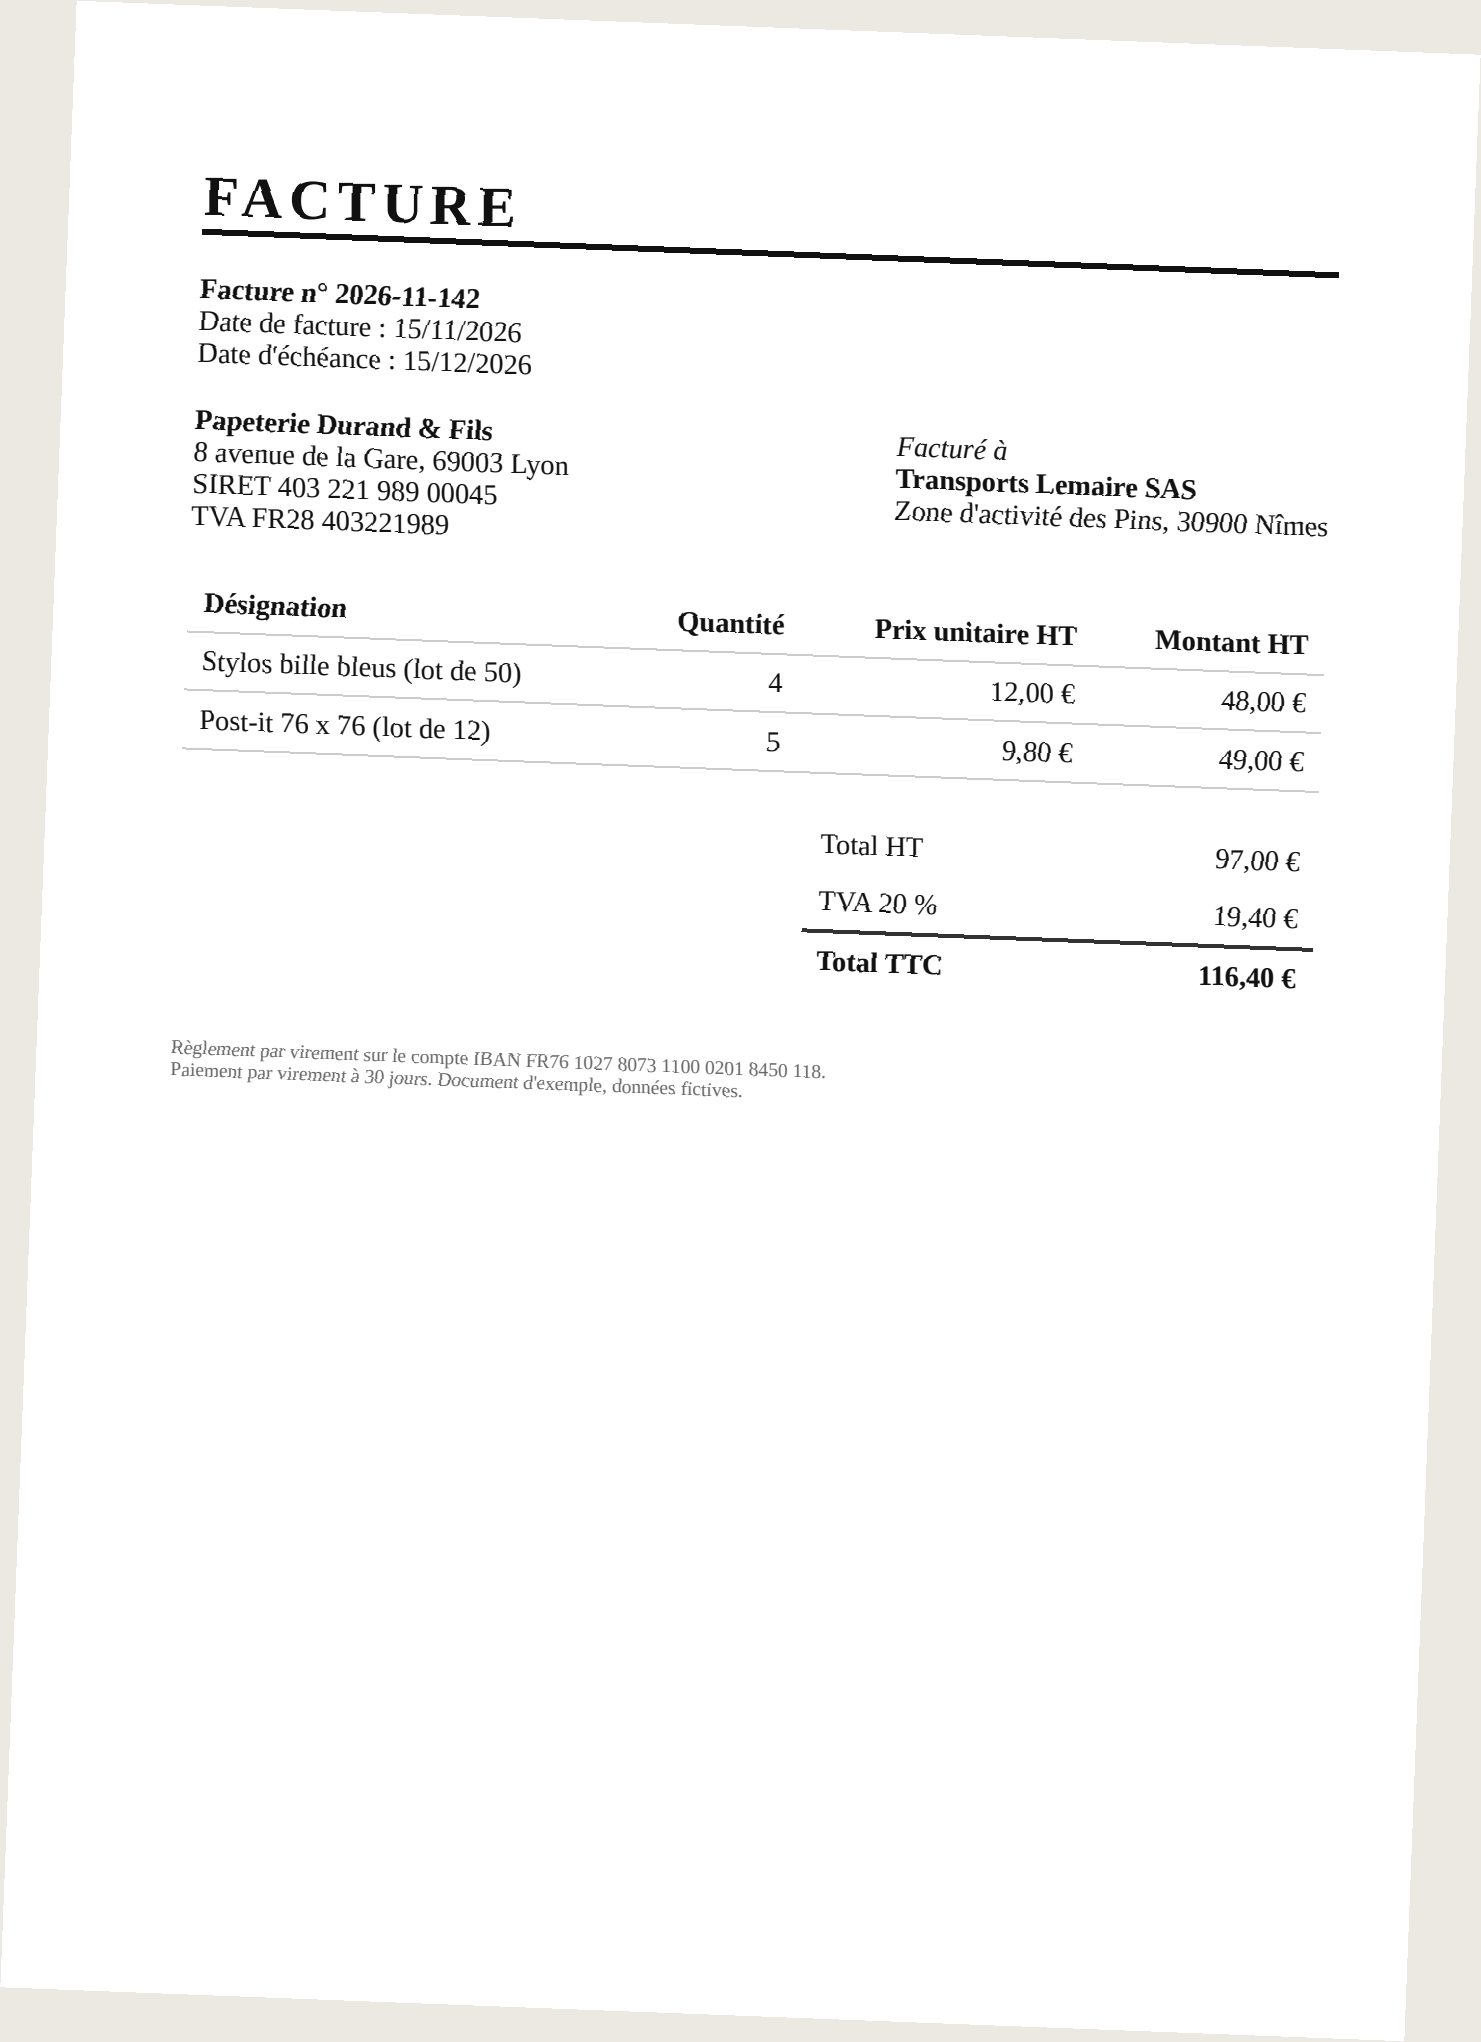 FACTURE
Facture n° 2026-11-142
Date de facture : 15/11/2026
Date d'échéance : 15/12/2026
Papeterie Durand & Fils
8 avenue de la Gare, 69003 Lyon
SIRET 403 221 989 00045
TVA FR28 403221989
Facturé à
Transports Lemaire SAS
Zone d'activité des Pins, 30900 Nîmes
Désignation Quantité Prix unitaire HT Montant HT
Stylos bille bleus (lot de 50) 4 12,00 € 48,00 €
Post-it 76 x 76 (lot de 12) 5 9,80 € 49,00 €
Total HT 97,00 €
TVA 20 % 19,40 €
Total TTC 116,40 €
Règlement par virement sur le compte IBAN FR76 1027 8073 1100 0201 8450 118.
Paiement par virement à 30 jours. Document d'exemple, données fictives.